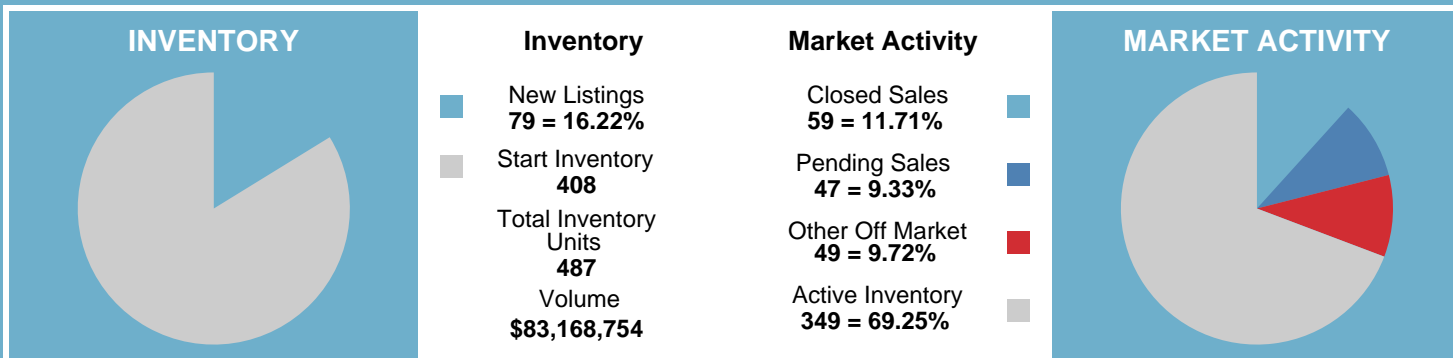 INVENTORY
Inventory
New Listings
79 = 16.22%
Start Inventory
408
Total Inventory
Units
487
Volume
$83,168,754
Market Activity
Closed Sales
59 = 11.71%
Pending Sales
47 = 9.33%
Other Off Market
49 = 9.72%
Active Inventory
349 = 69.25%
MARKET ACTIVITY